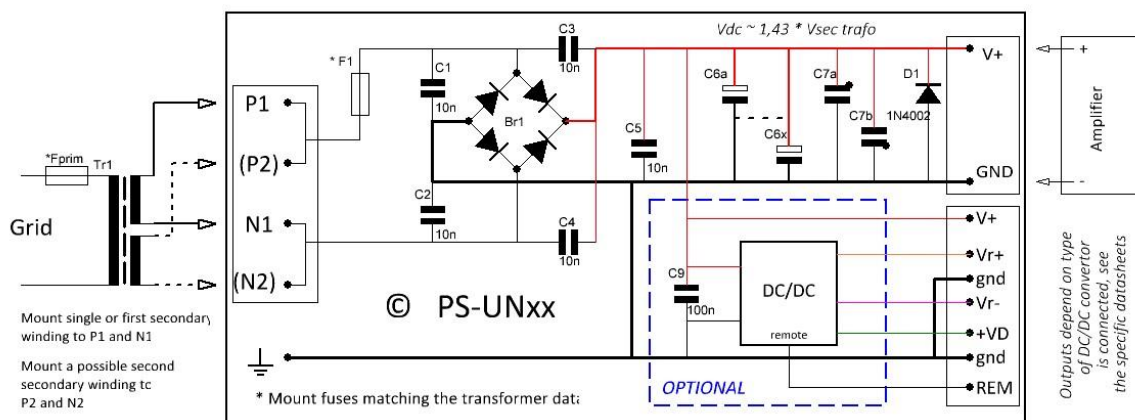 Vdc ~ 1,43 * Vsec trafo
C3
10n
* F1
C1
10n
Br1
C2
10n
C4
10n
C5
10n
C6a
C6x
C7a
C7b
D1
1N4002
V+
GND
+
-
Amplifier
P1
(P2)
N1
(N2)
*Fprim
Tr1
Grid
Mount single or first secondary
winding to P1 and N1
Mount a possible second
secondary winding to
P2 and N2
© PS-UNxx
* Mount fuses matching the transformer data
C9
100n
DC/DC
remote
OPTIONAL
V+
Vr+
gnd
Vr-
+VD
gnd
REM
Outputs depend on type
of DC/DC convertor
is connected, see
the specific datasheets